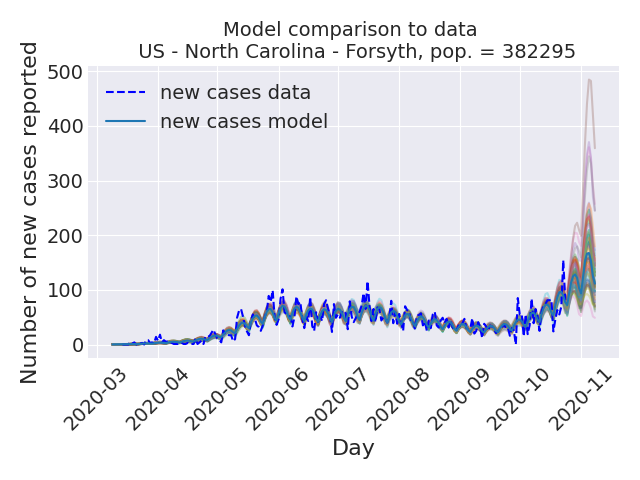 Model comparison to data
US - North Carolina - Forsyth, pop. = 382295
Number of new cases reported
500
400
300
200
100
0
new cases data
new cases model
2020-03
2020-04
2020-05
2020-06
2020-07
2020-08
2020-09
2020-10
2020-11
Day